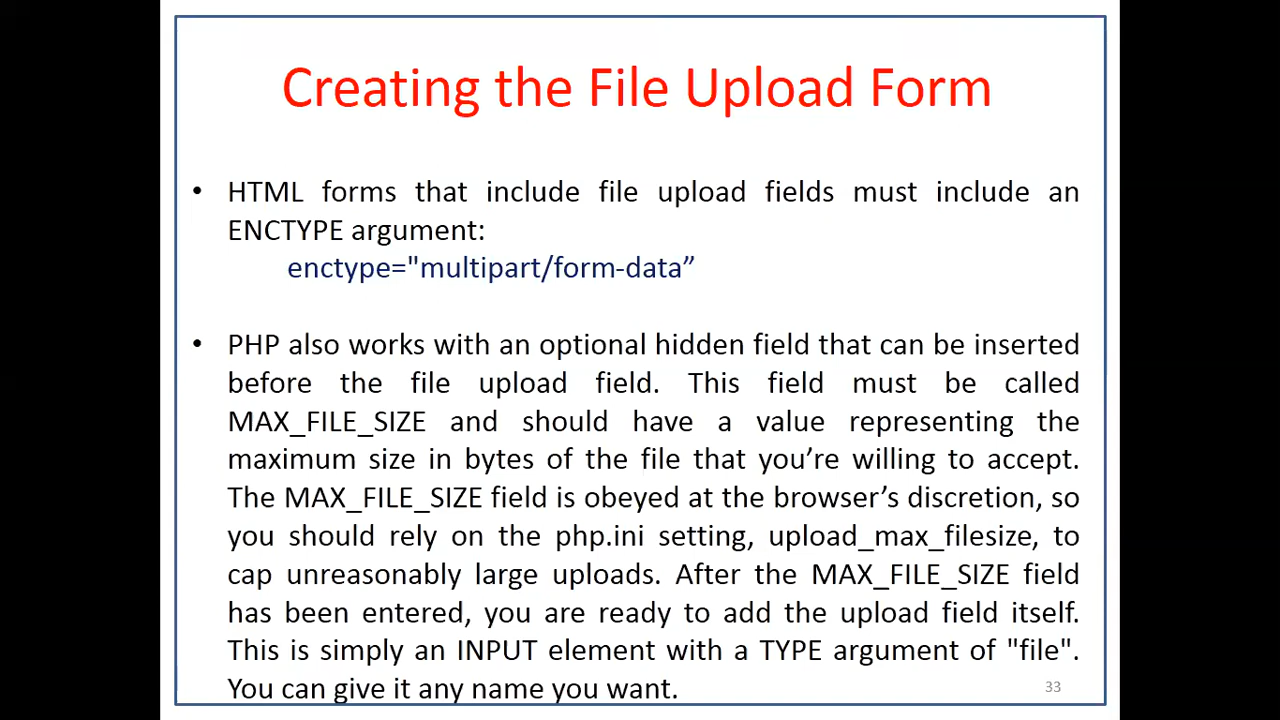 Creating the File Upload Form
• HTML forms that include file upload fields must include an
ENCTYPE argument:
enctype="multipart/form-data”
• PHP also works with an optional hidden field that can be inserted
before the file upload field. This field must be called
MAX_FILE_SIZE and should have a value representing the
maximum size in bytes of the file that you’re willing to accept.
The MAX_FILE_SIZE field is obeyed at the browser’s discretion, so
you should rely on the php.ini setting, upload_max_filesize, to
cap unreasonably large uploads. After the MAX_FILE_SIZE field
has been entered, you are ready to add the upload field itself.
This is simply an INPUT element with a TYPE argument of "file".
You can give it any name you want.
33